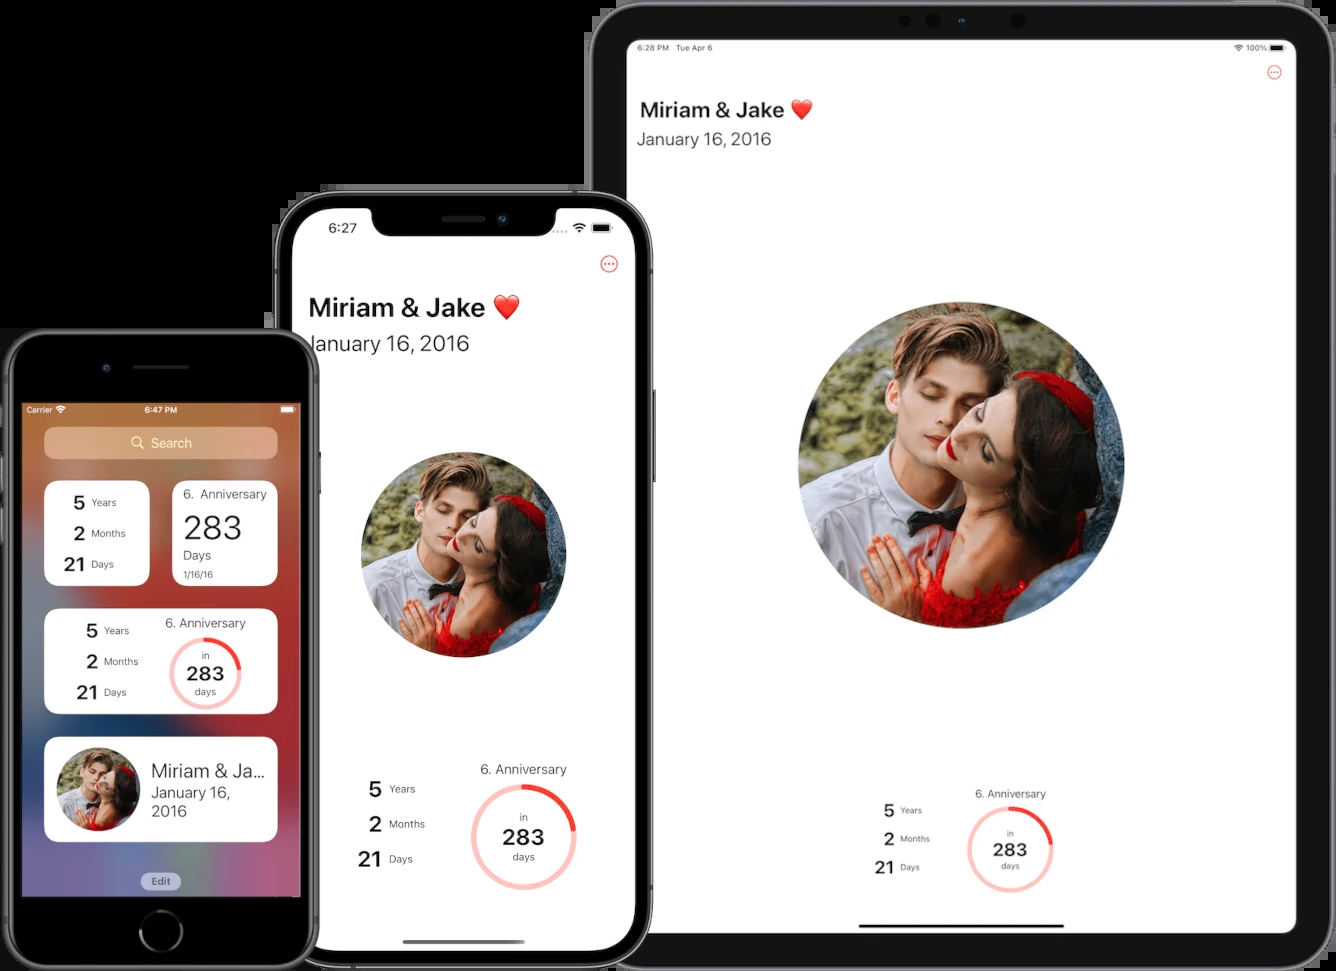 Carrier
6:47 PM
Search
5 Years
2 Months
21 Days
6. Anniversary
283
Days
1/16/16
5 Years
2 Months
21 Days
6. Anniversary
in
283
days
Miriam & Ja...
January 16,
2016
Edit
6:27
Miriam & Jake ❤️
January 16, 2016
5 Years
2 Months
21 Days
6. Anniversary
in
283
days
6:28 PM Tue Apr 6
100%
Miriam & Jake ❤️
January 16, 2016
5 Years
2 Months
21 Days
6. Anniversary
in
283
days